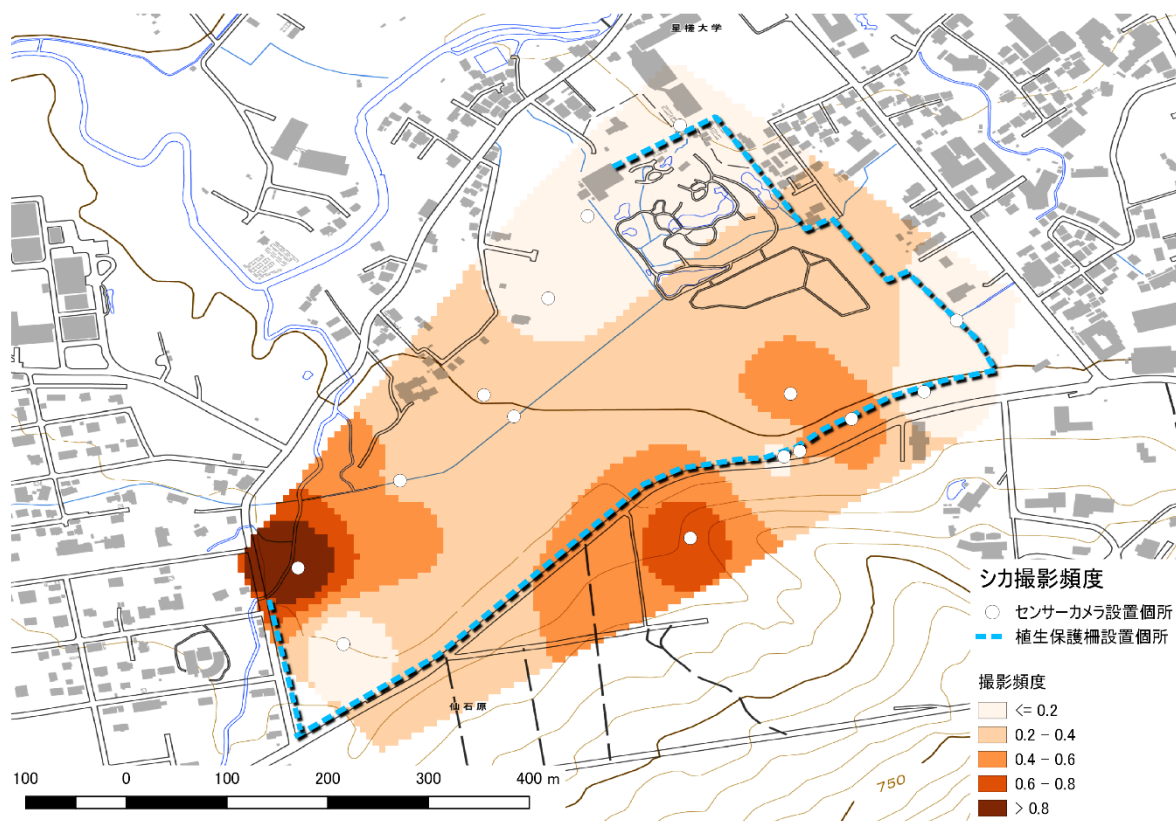 星槎大学
仙石原
750
シカ撮影頻度
センサーカメラ設置個所
植生保護柵設置個所
撮影頻度
<= 0.2
0.2 - 0.4
0.4 - 0.6
0.6 - 0.8
> 0.8
100 0 100 200 300 400 m